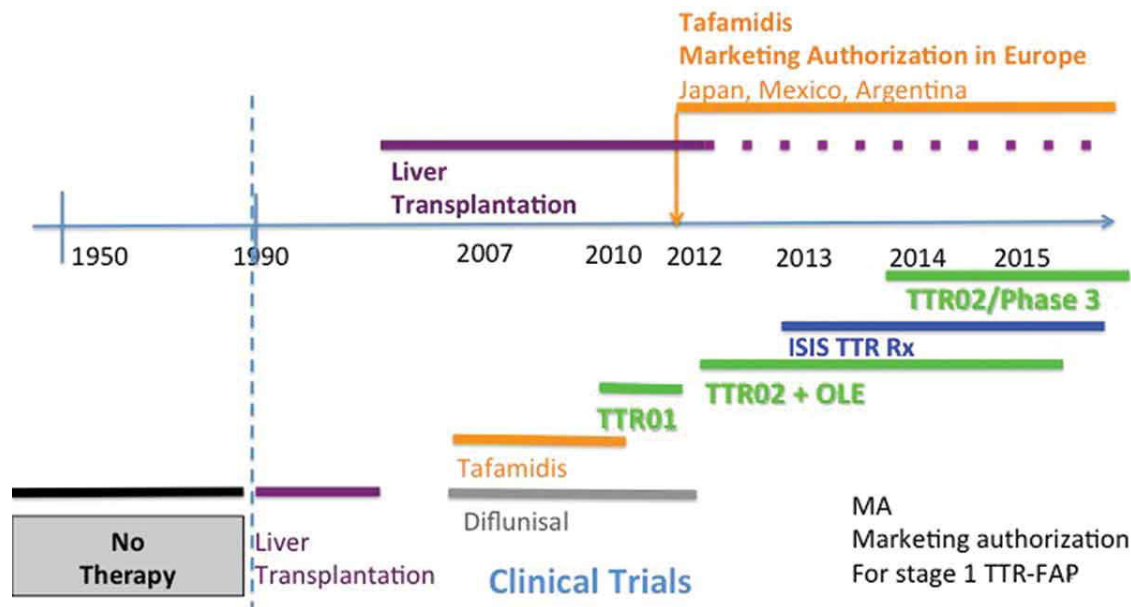 Tafamidis
Marketing Authorization in Europe
Japan, Mexico, Argentina
Liver
Transplantation
1950
1990
2007
2010
2012
2013
2014
2015
TTR02/Phase 3
ISIS TTR Rx
TTR02 + OLE
TTR01
Tafamidis
Diflunisal
No
Therapy
Liver
Transplantation
Clinical Trials
MA
Marketing authorization
For stage 1 TTR-FAP